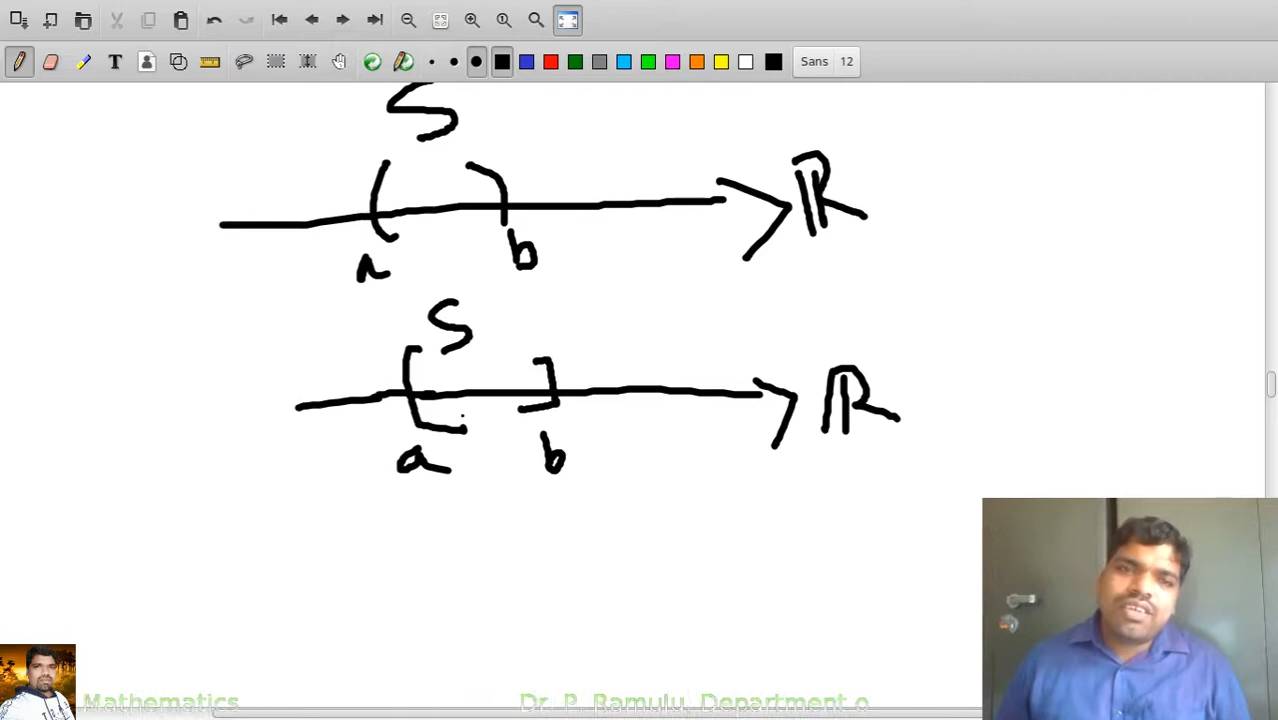 Sans 12
S
( ) ℝ
a b
S
[ ] ℝ
a b
Mathematics Dr. P. Ramulu, Department o